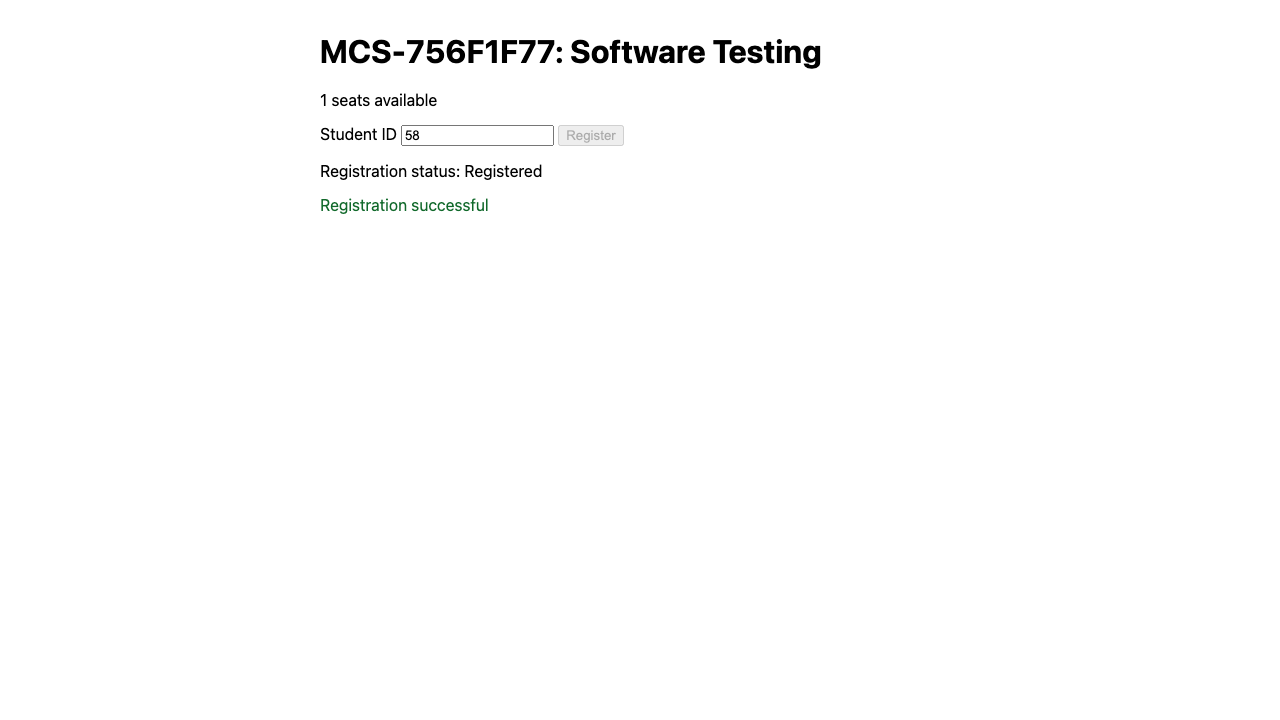 MCS-756F1F77: Software Testing
1 seats available
Student ID 58 Register
Registration status: Registered
Registration successful